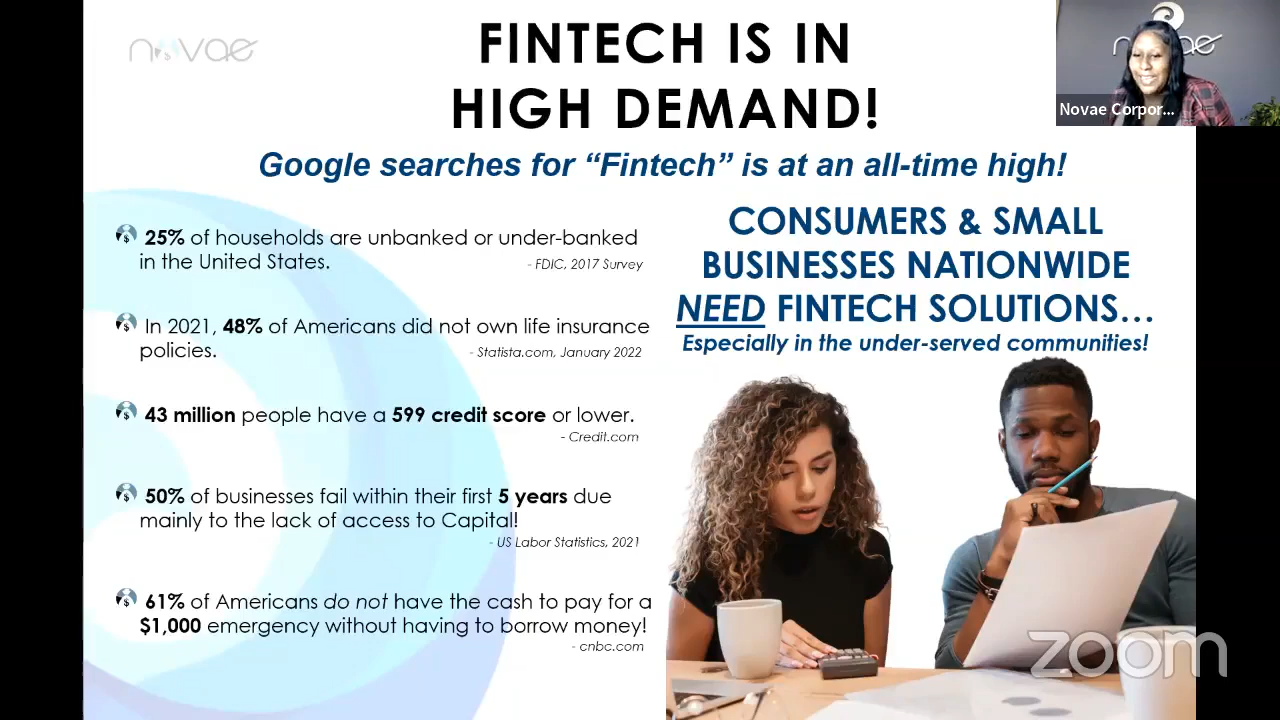 novae
FINTECH IS IN
HIGH DEMAND!
Google searches for “Fintech” is at an all-time high!
25% of households are unbanked or under-banked
in the United States.
- FDIC, 2017 Survey
In 2021, 48% of Americans did not own life insurance
policies.
- Statista.com, January 2022
43 million people have a 599 credit score or lower.
- Credit.com
50% of businesses fail within their first 5 years due
mainly to the lack of access to Capital!
- US Labor Statistics, 2021
61% of Americans do not have the cash to pay for a
$1,000 emergency without having to borrow money!
- cnbc.com
CONSUMERS & SMALL
BUSINESSES NATIONWIDE
NEED FINTECH SOLUTIONS…
Especially in the under-served communities!
novae
Novae Corpor...
zoom